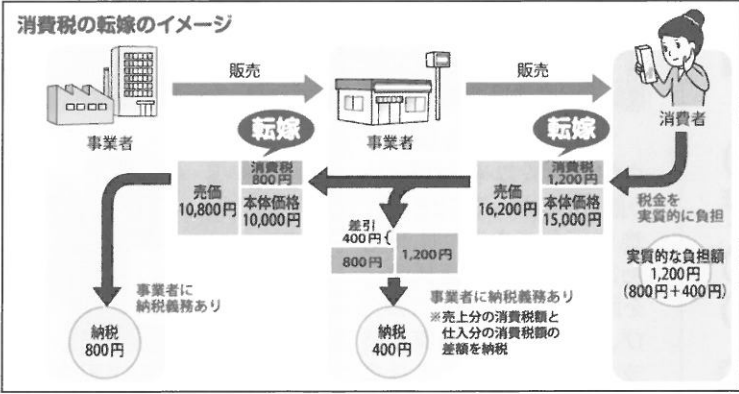 消費税の転嫁のイメージ
販売
販売
事業者
事業者
消費者
転嫁
転嫁
売価
10,800円
消費税
800円
本体価格
10,000円
売価
16,200円
消費税
1,200円
本体価格
15,000円
差引
400円{
800円
1,200円
税金を
実質的に負担
実質的な負担額
1,200円
(800円+400円)
事業者に
納税義務あり
納税
800円
納税
400円
事業者に納税義務あり
※売上分の消費税額と
仕入分の消費税額の
差額を納税